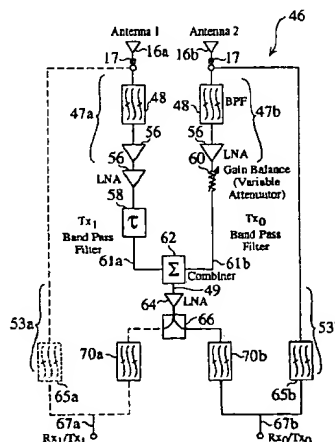 Antenna 1 Antenna 2 46
16a 16b
17 17
47a 48 48 BPF 47b
56 56
56 60 LNA
LNA Gain Balance
58 (Variable
Attenuator)
τ
Tx1 Tx0
Band Pass Band Pass
Filter Filter
62
61a Σ 61b
Combiner
49
64 LNA
53a 66 53
70a 70b
65a 65b
67a 67b
Rx1/Tx1 Rx0/Tx0